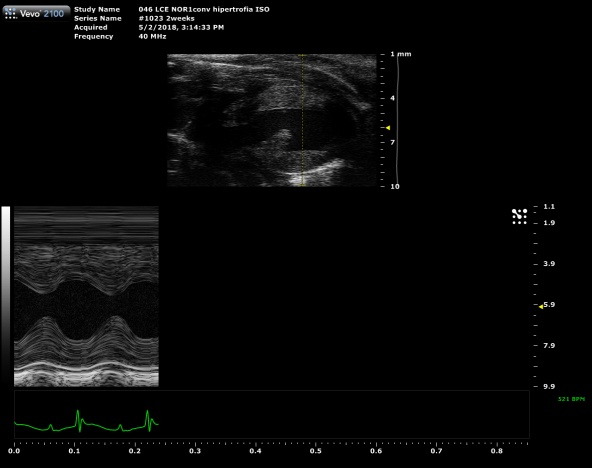 Vevo 2100
Study Name 046 LCE NOR1conv hipertrofia ISO
Series Name #1023 2weeks
Acquired 5/2/2018, 3:14:33 PM
Frequency 40 MHz
1 mm
4
7
10
1.1
1.9
3.9
5.9
7.9
9.9
521 BPM
0.0 0.1 0.2 0.3 0.4 0.5 0.6 0.7 0.8